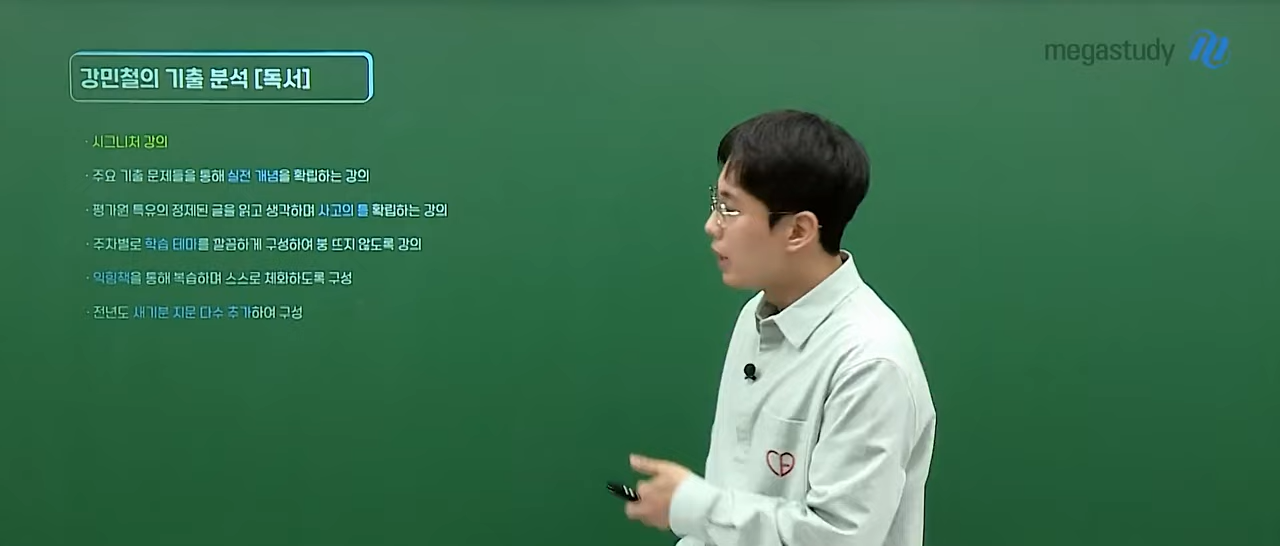 강민철의 기출 분석 [독서]
megastudy
· 시그니처 강의
· 주요 기출 문제들을 통해 실전 개념을 확립하는 강의
· 평가원 특유의 정제된 글을 읽고 생각하며 사고의 틀 확립하는 강의
· 주차별로 학습 테마를 깔끔하게 구성하여 붕 뜨지 않도록 강의
· 익힘책을 통해 복습하며 스스로 체화하도록 구성
· 전년도 새기분 지문 다수 추가하여 구성